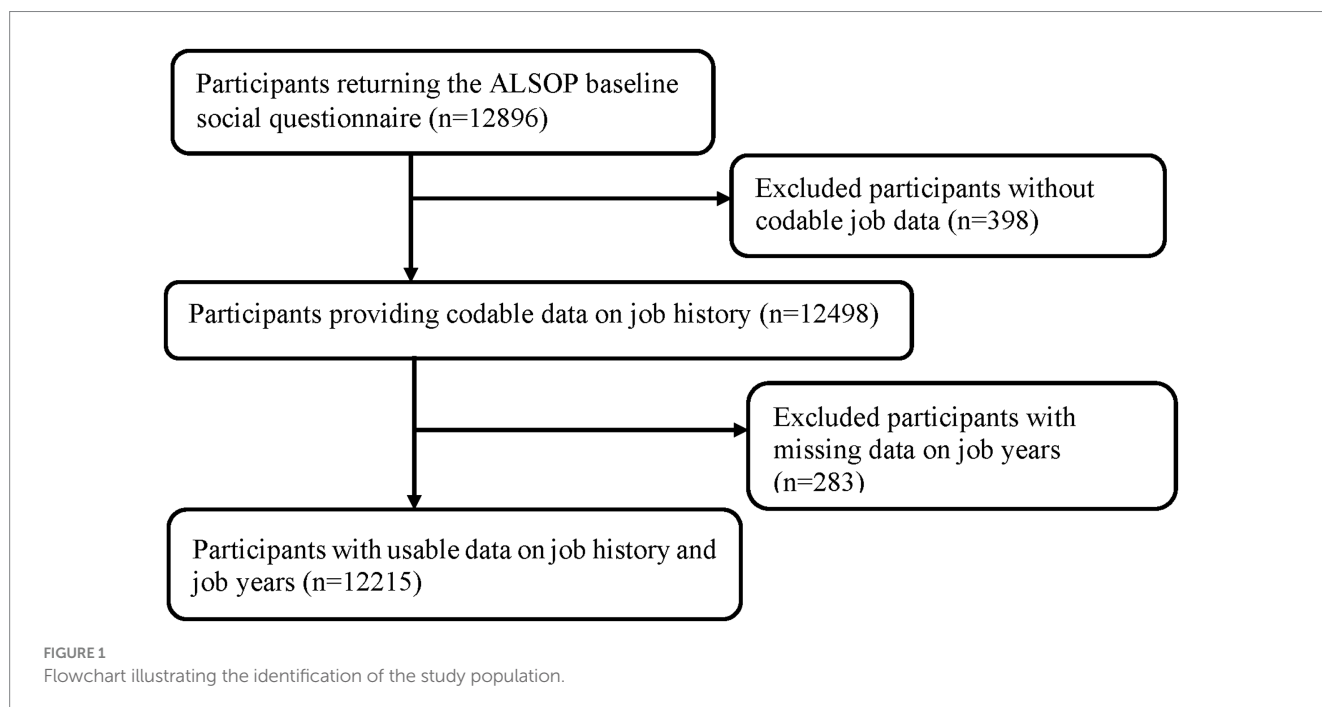 Participants returning the ALSOP baseline
social questionnaire (n=12896)
Excluded participants without
codable job data (n=398)
Participants providing codable data on job history (n=12498)
Excluded participants with
missing data on job years
(n=283)
Participants with usable data on job history and
job years (n=12215)
FIGURE 1
Flowchart illustrating the identification of the study population.